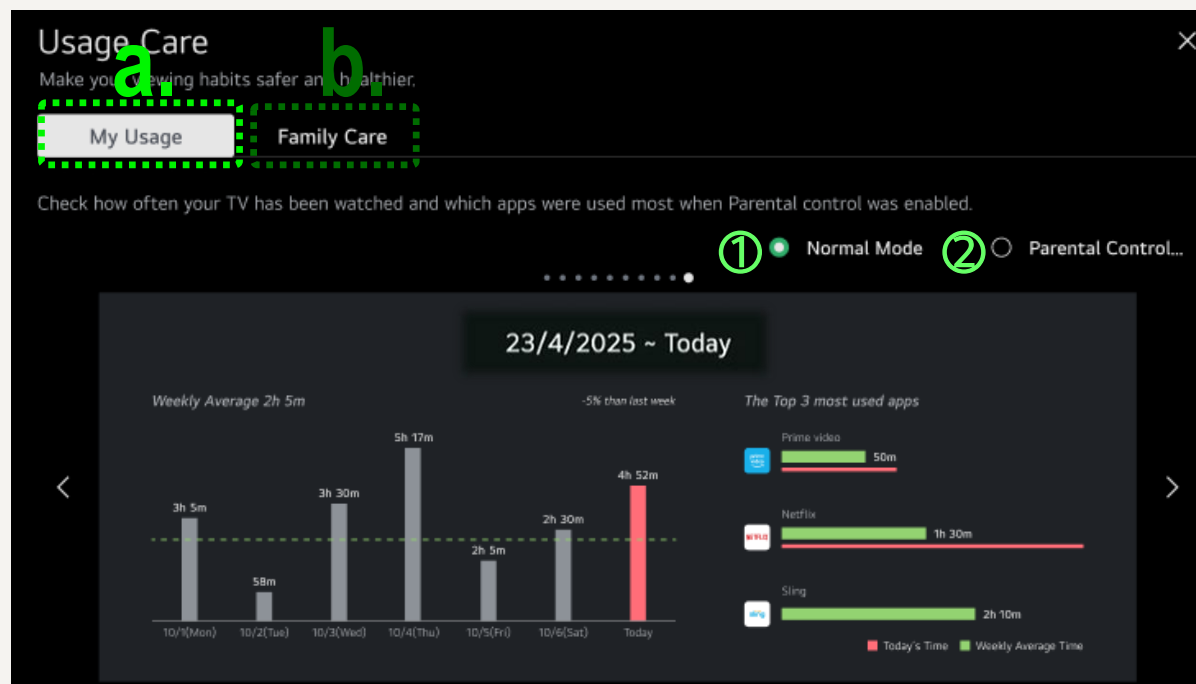 Usage Care
Make your viewing habits safer and healthier.
a.
b.
My Usage
Family Care
Check how often your TV has been watched and which apps were used most when Parental control was enabled.
① Normal Mode
② Parental Control...
23/4/2025 ~ Today
Weekly Average 2h 5m
-5% than last week
3h 5m
58m
3h 30m
5h 17m
2h 5m
2h 30m
4h 52m
10/1(Mon) 10/2(Tue) 10/3(Wed) 10/4(Thu) 10/5(Fri) 10/6(Sat) Today
The Top 3 most used apps
Prime video
prime video
50m
Netflix
NETFLIX
1h 30m
Sling
sling
2h 10m
Today's Time
Weekly Average Time